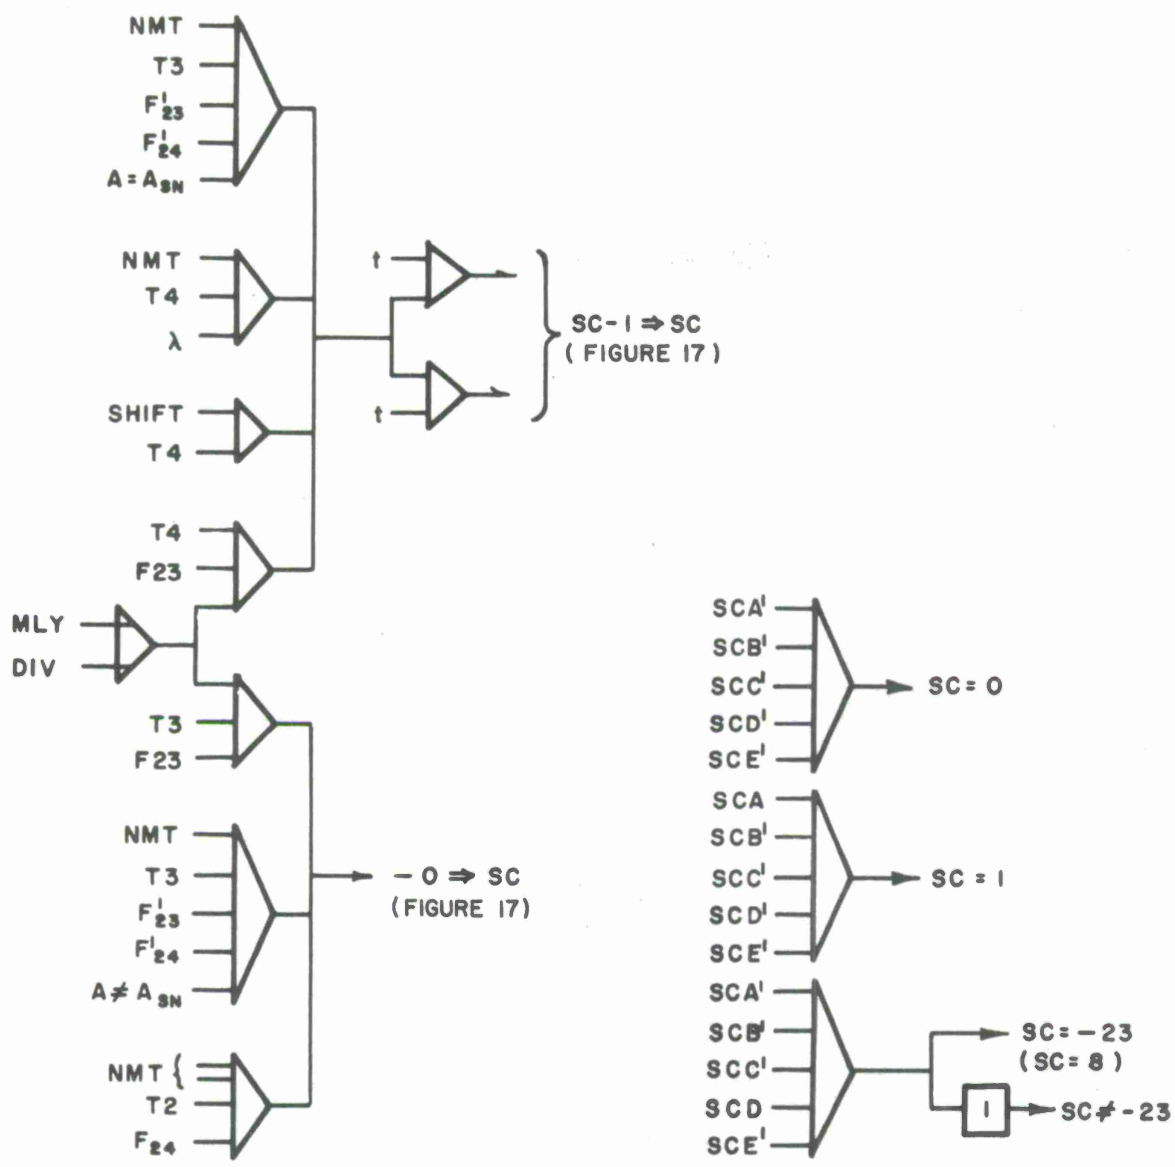 NMT
T3
F'23
F'24
A = ASN
NMT
T4
λ
t
t
SC-1 ⇒ SC
( FIGURE 17 )
SHIFT
T4
T4
F23
MLY
DIV
T3
F23
NMT
T3
F'23
F'24
A ≠ ASN
-0 ⇒ SC
(FIGURE 17)
NMT {
T2
F24
SCA'
SCB'
SCC'
SCD'
SCE'
SC = 0
SCA
SCB'
SCC'
SCD'
SCE'
SC = 1
SCA'
SCB'
SCC'
SCD
SCE'
SC = -23
(SC = 8)
1
SC ≠ -23